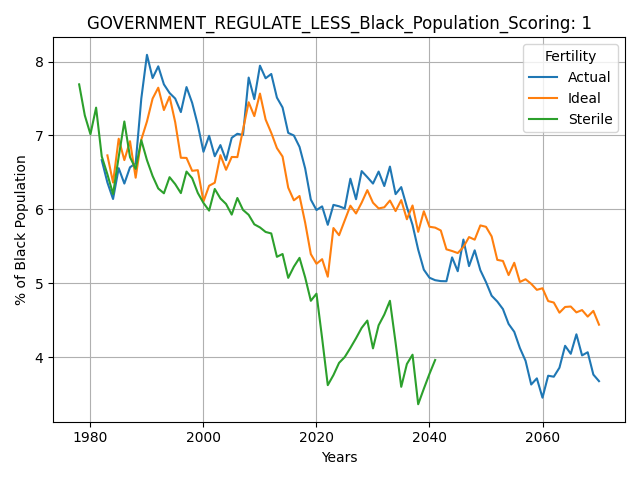 GOVERNMENT_REGULATE_LESS_Black_Population_Scoring: 1
Fertility
Actual
Ideal
Sterile
% of Black Population
8
7
6
5
4
1980
2000
2020
2040
2060
Years